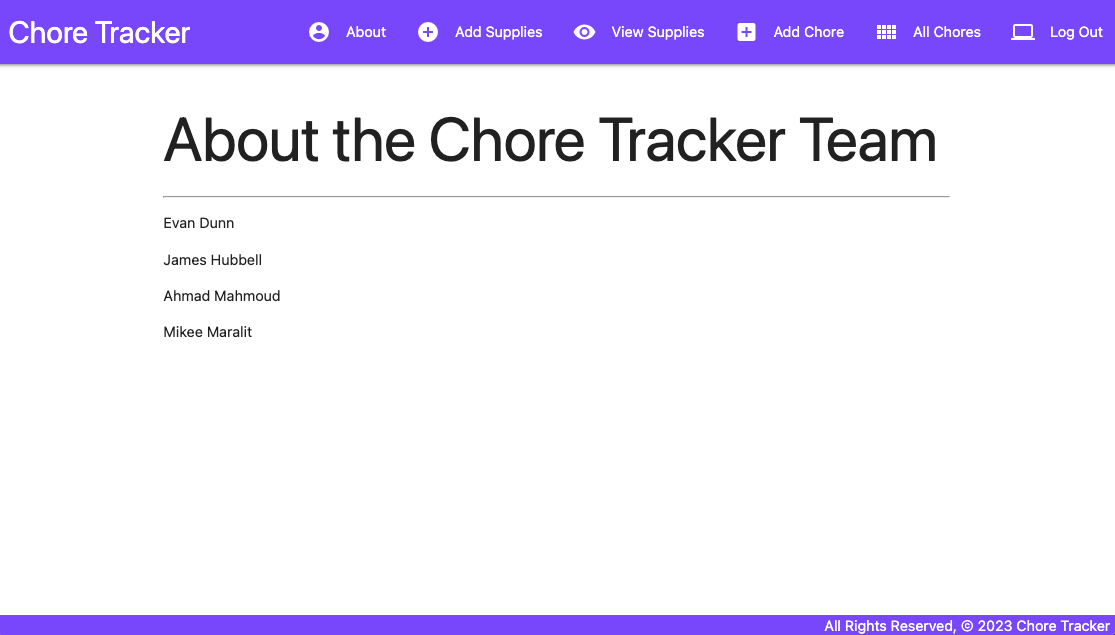 Chore Tracker
About
Add Supplies
View Supplies
Add Chore
All Chores
Log Out
About the Chore Tracker Team
Evan Dunn
James Hubbell
Ahmad Mahmoud
Mikee Maralit
All Rights Reserved, © 2023 Chore Tracker